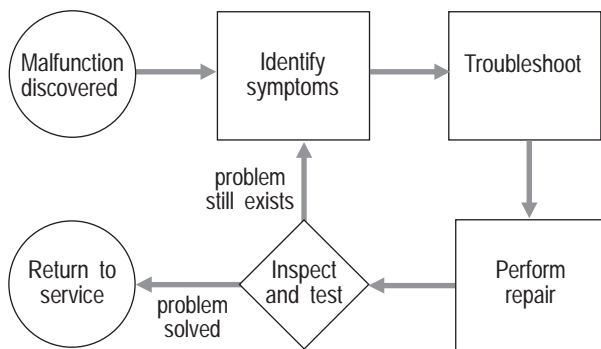 Malfunction
discovered
Identify
symptoms
Troubleshoot
problem
still exists
Return to
service
problem
solved
Inspect
and test
Perform
repair